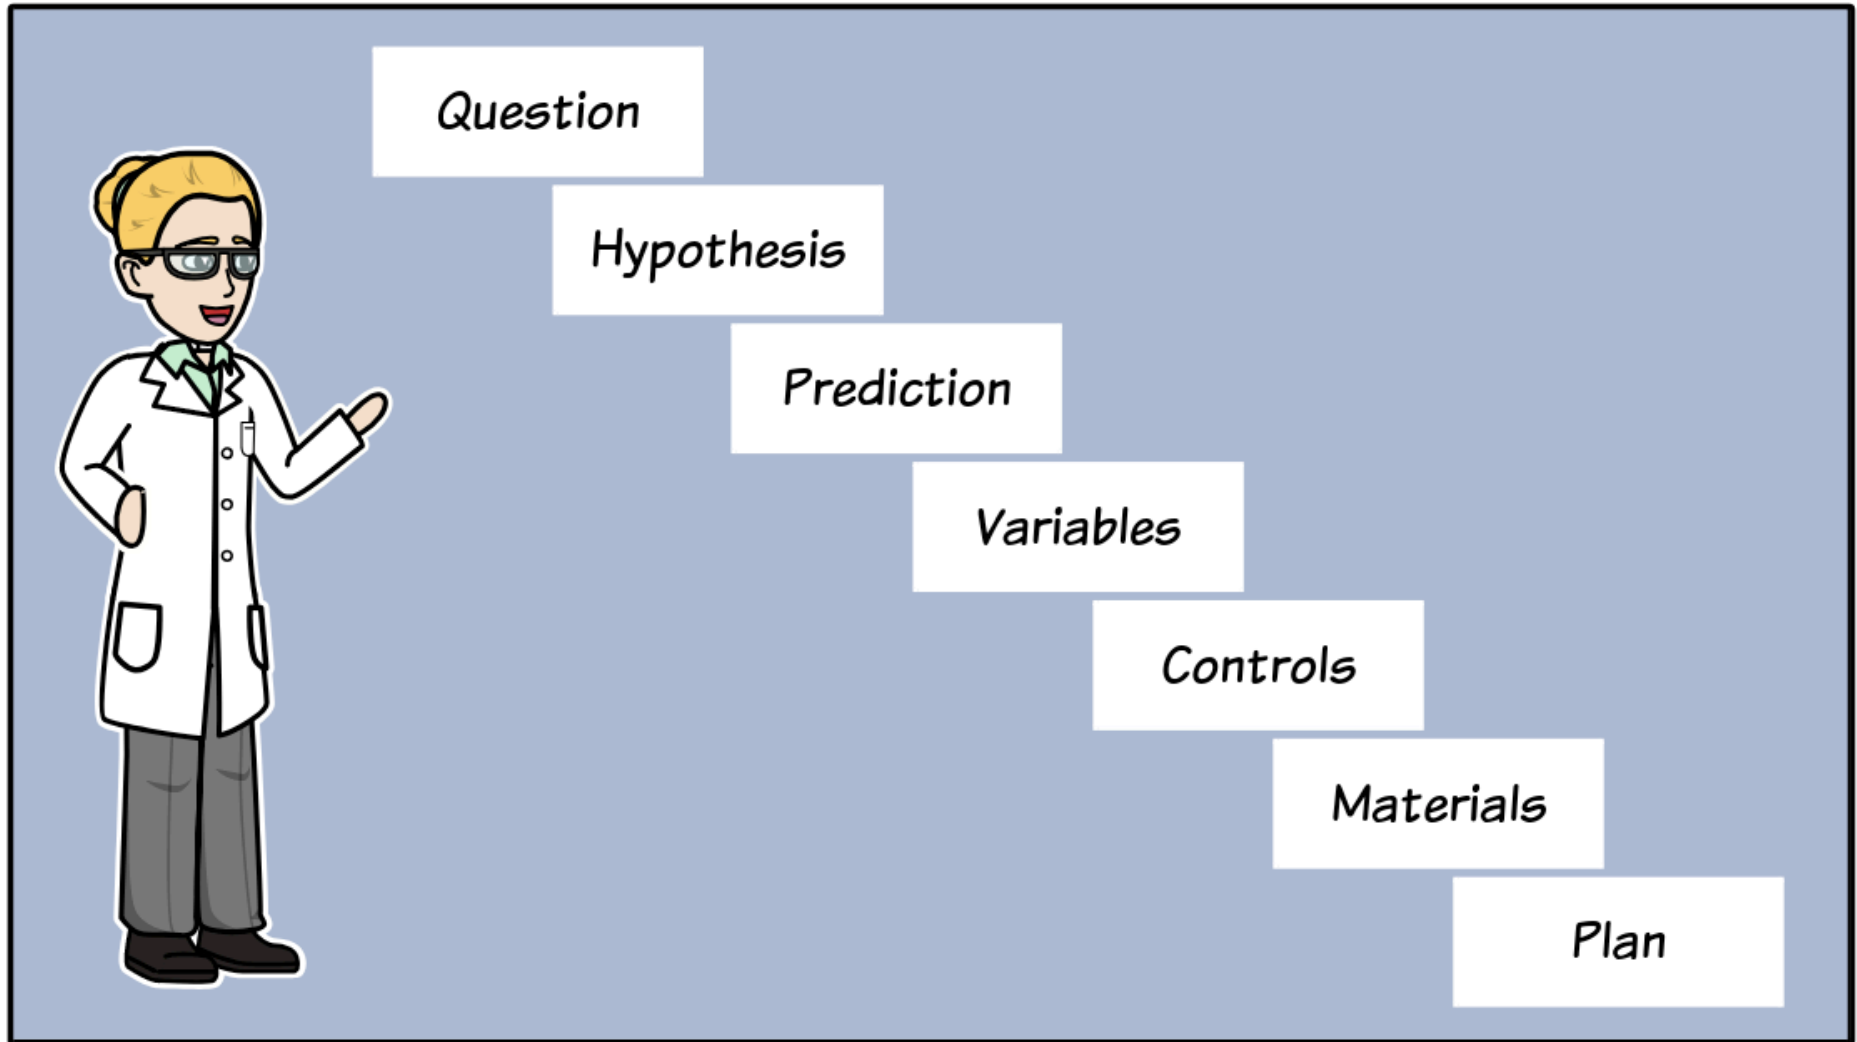 Question
Hypothesis
Prediction
Variables
Controls
Materials
Plan